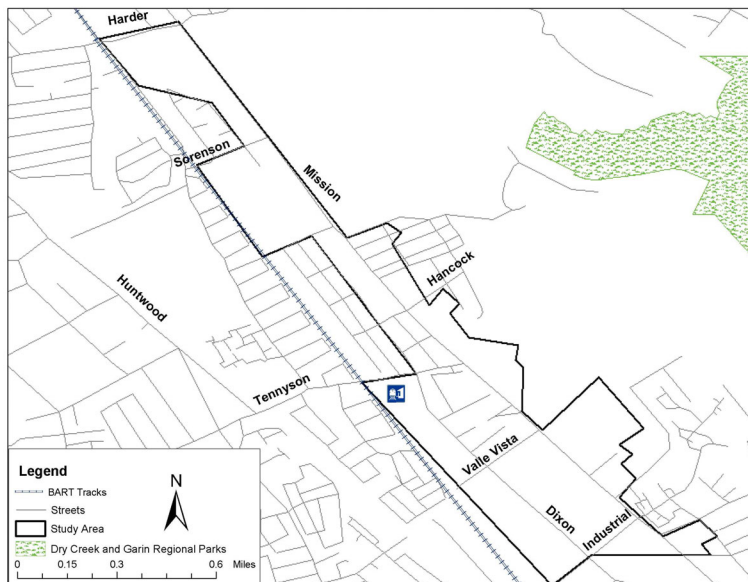 Harder
Sorenson
Mission
Hancock
Huntwood
Tennyson
Valle Vista
Dixon
Industrial
Legend
BART Tracks
Streets
Study Area
Dry Creek and Garin Regional Parks
N
0 0.15 0.3 0.6 Miles